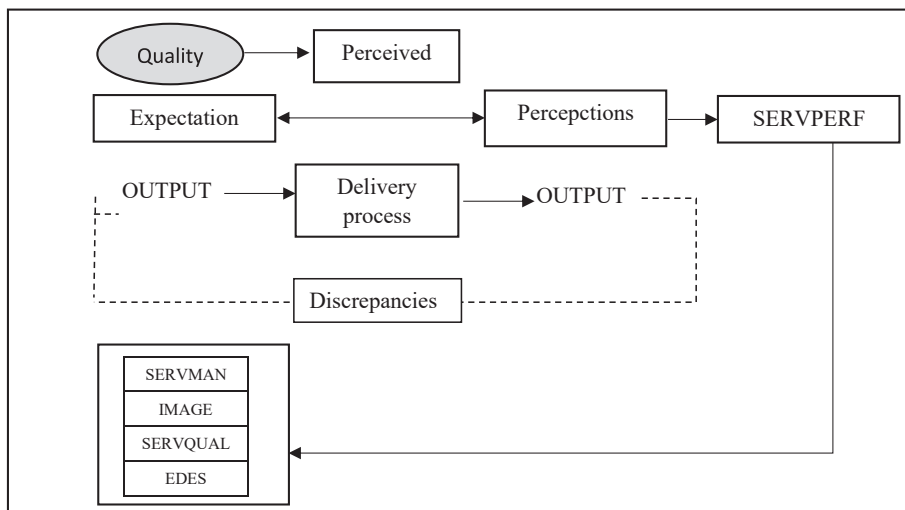 Quality
Perceived
Expectation
Percepctions
SERVPERF
OUTPUT
Delivery
process
OUTPUT
Discrepancies
SERVMAN
IMAGE
SERVQUAL
EDES